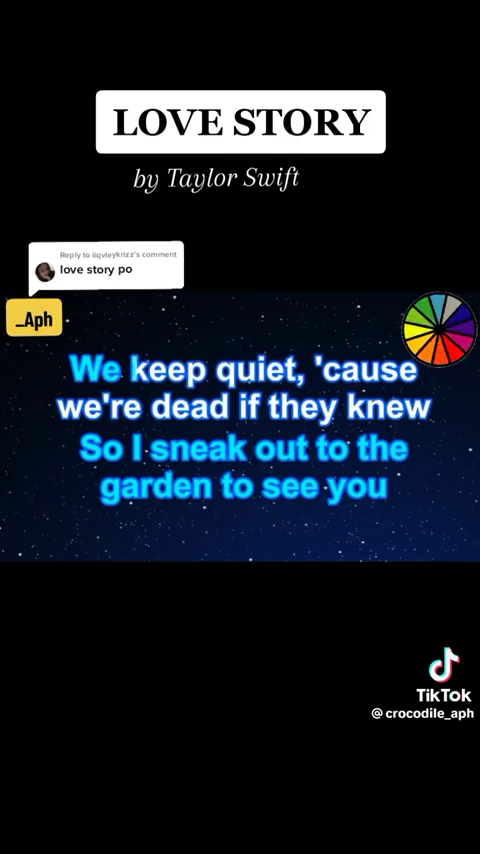 LOVE STORY
by Taylor Swift
Reply to iiqvleykrizz's comment
love story po
_Aph
We keep quiet, 'cause
we're dead if they knew
So I sneak out to the
garden to see you
TikTok
@crocodile_aph